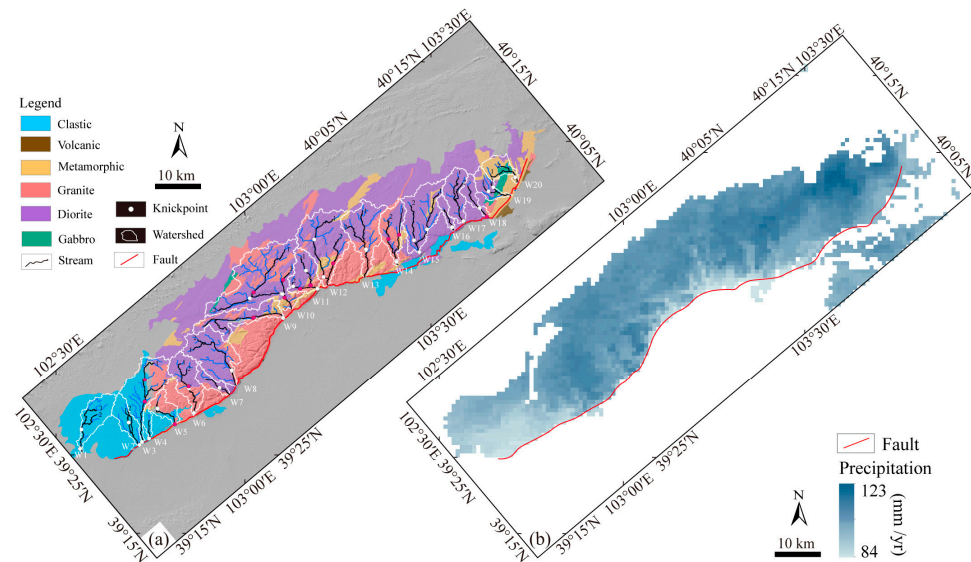 Legend
Clastic
Volcanic
Metamorphic
Granite
Diorite
Gabbro
Stream
N
10 km
Knickpoint
Watershed
Fault
102°30′E
103°00′E
40°05′N
40°15′N
103°30′E
40°15′N
40°05′N
103°30′E
39°25′N
103°00′E
39°15′N
39°15′N
39°25′N
102°30′E
W1
W2
W3
W4
W5
W6
W7
W8
W9
W10
W11
W12
W13
W14
W15
W16
W17
W18
W19
W20
(a)
102°30′E
103°00′E
40°05′N
40°15′N
103°30′E
40°15′N
40°05′N
103°30′E
39°25′N
103°00′E
39°15′N
39°15′N
39°25′N
102°30′E
(b)
N
10 km
Fault
Precipitation
123
84
(mm /yr)